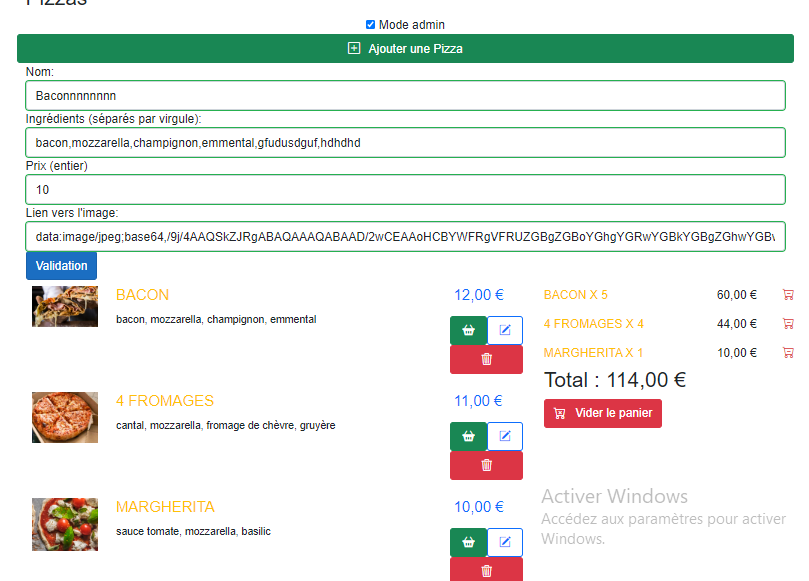 Pizzas
Mode admin
Ajouter une Pizza
Nom:
Baconnnnnnnn
Ingrédients (séparés par virgule):
bacon,mozzarella,champignon,emmental,gfudusdguf,hdhdhd
Prix (entier)
10
Lien vers l'image:
data:image/jpeg;base64,/9j/4AAQSkZJRgABAQAAAQABAAD/2wCEAAoHCBYWFRgVFRUZGBgZGBoYGhgYGRwYGBkYGBgZGhwYGBv
Validation
BACON
12,00 €
bacon, mozzarella, champignon, emmental
4 FROMAGES
11,00 €
cantal, mozzarella, fromage de chèvre, gruyère
MARGHERITA
10,00 €
sauce tomate, mozzarella, basilic
BACON X 5 60,00 €
4 FROMAGES X 4 44,00 €
MARGHERITA X 1 10,00 €
Total : 114,00 €
Vider le panier
Activer Windows
Accédez aux paramètres pour activer
Windows.